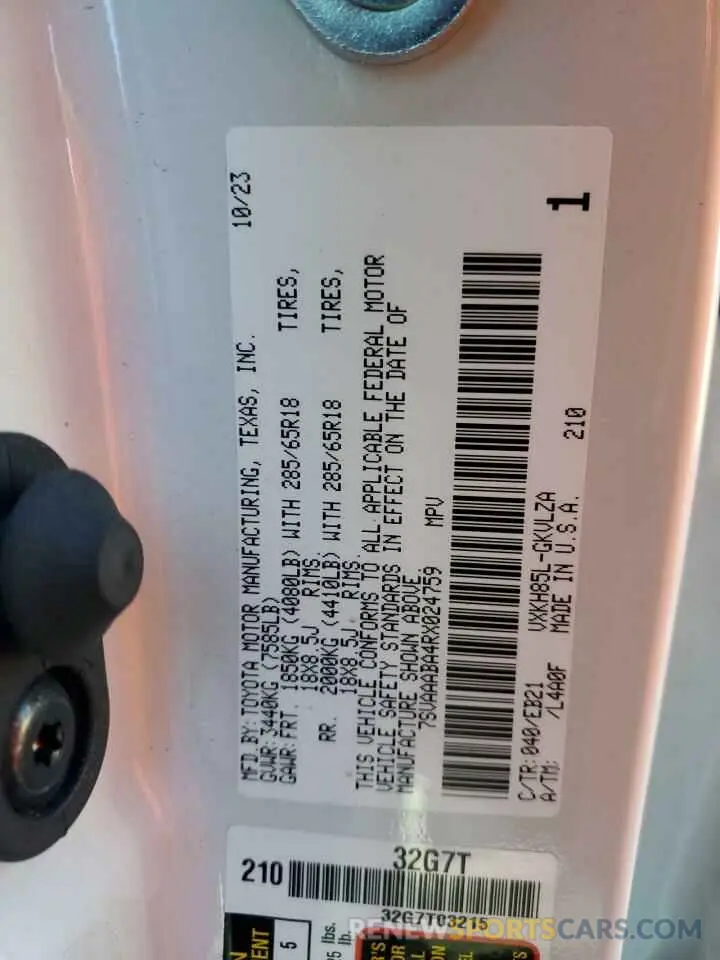 MFD.BY:TOYOTA MOTOR MANUFACTURING, TEXAS, INC. 10/23
GVWR:3440KG (7585LB)
GAWR:FRT. 1850KG (4080LB) WITH 285/65R18 TIRES,
18X8.5J RIMS
RR. 2000KG (4410LB) WITH 285/65R18 TIRES,
18X8.5J RIMS
THIS VEHICLE CONFORMS TO ALL APPLICABLE FEDERAL MOTOR
VEHICLE SAFETY STANDARDS IN EFFECT ON THE DATE OF
MANUFACTURE SHOWN ABOVE
7SVAAABA4RX024759 MPV
C/TR:040/EB21 VXKH85L-GKVLZA 210
A/TM: /L4A0F MADE IN U.S.A.
1
210 32G7T
32G7T03215
5
lbs.
RENEWSPORTSCARS.COM